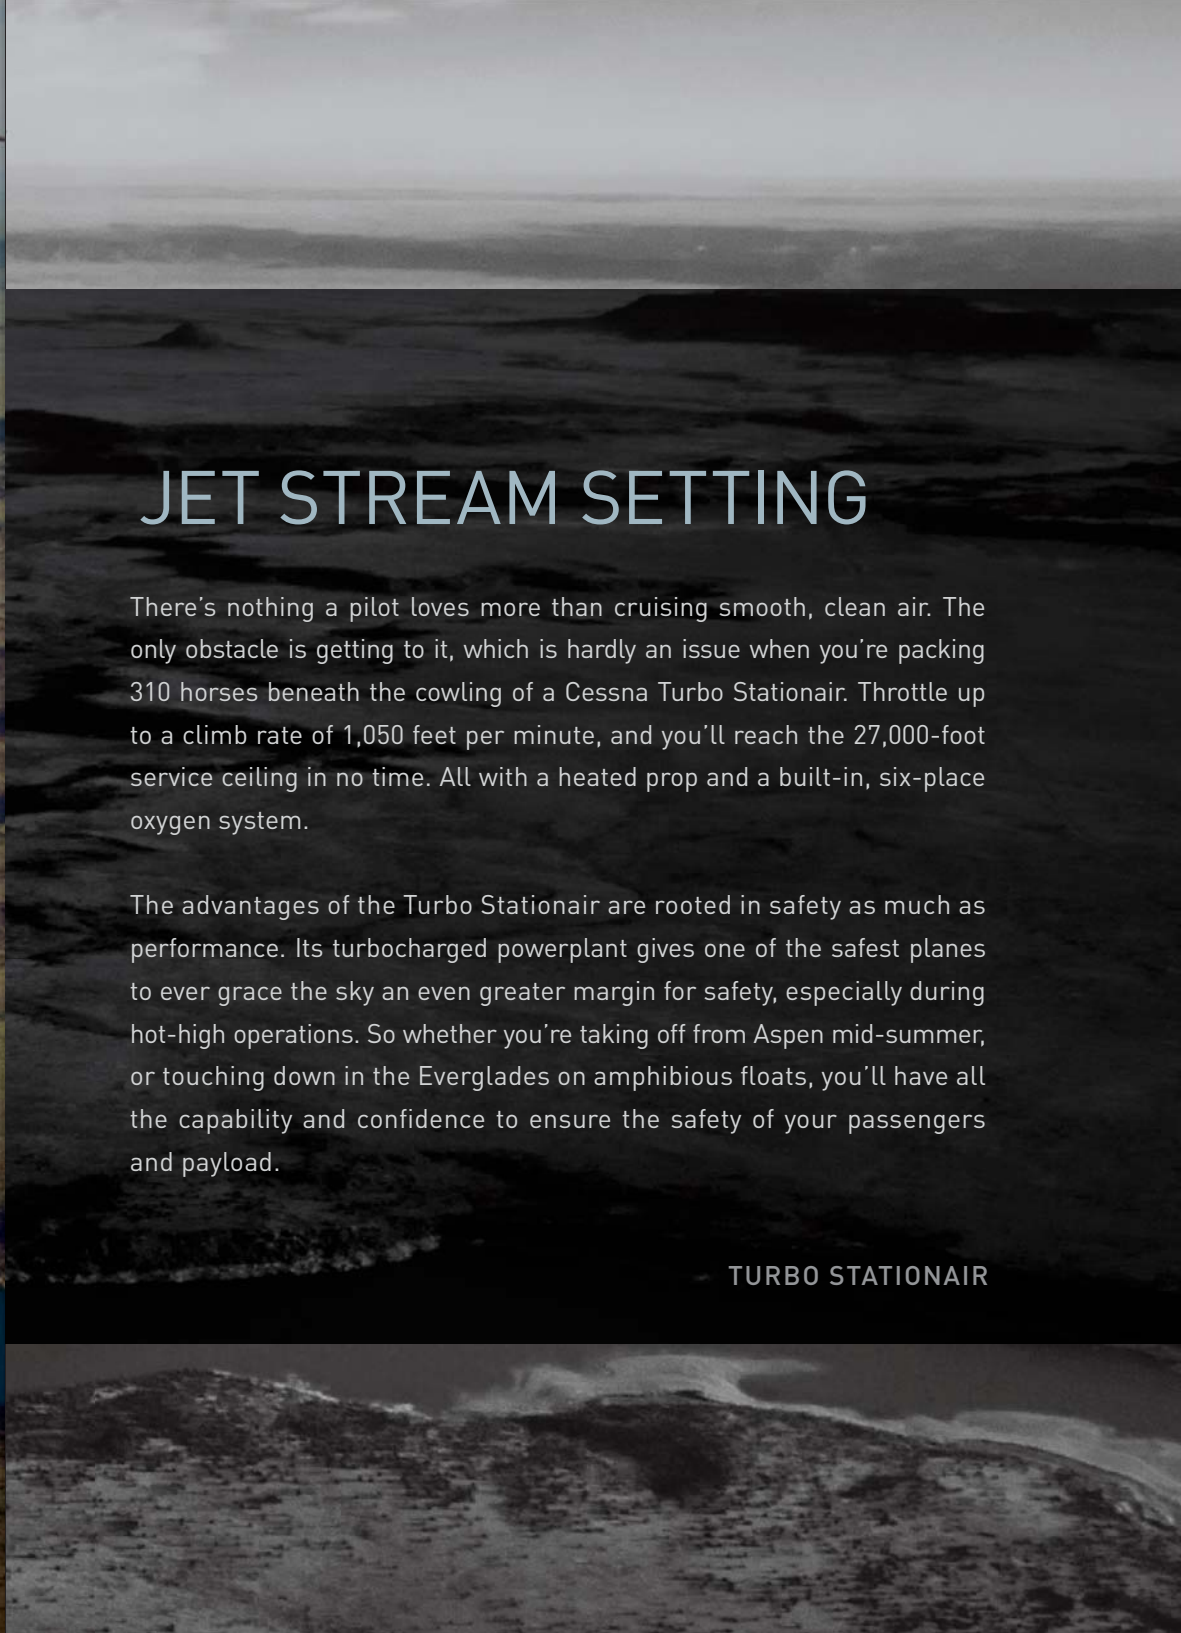 JET STREAM SETTING
There’s nothing a pilot loves more than cruising smooth, clean air. The
only obstacle is getting to it, which is hardly an issue when you’re packing
310 horses beneath the cowling of a Cessna Turbo Stationair. Throttle up
to a climb rate of 1,050 feet per minute, and you’ll reach the 27,000-foot
service ceiling in no time. All with a heated prop and a built-in, six-place
oxygen system.
The advantages of the Turbo Stationair are rooted in safety as much as
performance. Its turbocharged powerplant gives one of the safest planes
to ever grace the sky an even greater margin for safety, especially during
hot-high operations. So whether you’re taking off from Aspen mid-summer,
or touching down in the Everglades on amphibious floats, you’ll have all
the capability and confidence to ensure the safety of your passengers
and payload.
TURBO STATIONAIR